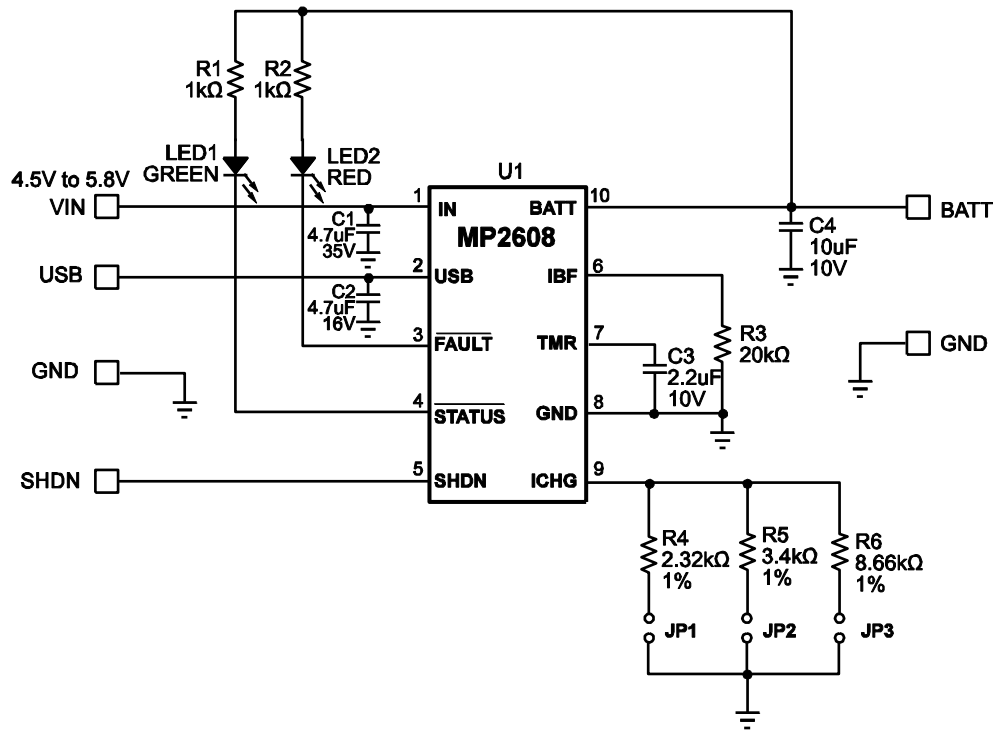 R1
1kΩ
R2
1kΩ
LED1
GREEN
LED2
RED
4.5V to 5.8V
VIN
U1
1
IN
BATT
10
BATT
MP2608
C1
4.7uF
35V
C4
10uF
10V
USB
2
USB
IBF
6
C2
4.7uF
16V
3
FAULT
TMR
7
R3
20kΩ
GND
C3
2.2uF
10V
GND
4
STATUS
GND
8
SHDN
5
SHDN
ICHG
9
R4
2.32kΩ
1%
R5
3.4kΩ
1%
R6
8.66kΩ
1%
JP1
JP2
JP3